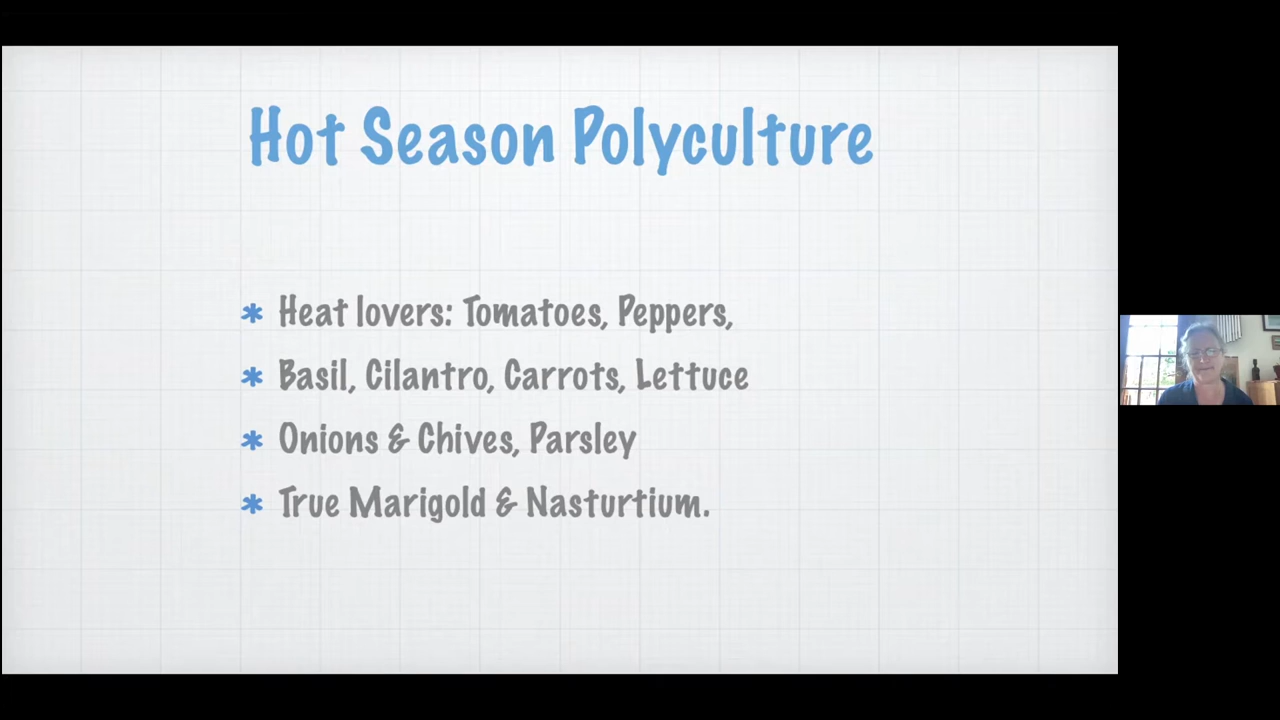 Hot Season Polyculture
* Heat lovers: Tomatoes, Peppers,
* Basil, Cilantro, Carrots, Lettuce
* Onions & Chives, Parsley
* True Marigold & Nasturtium.